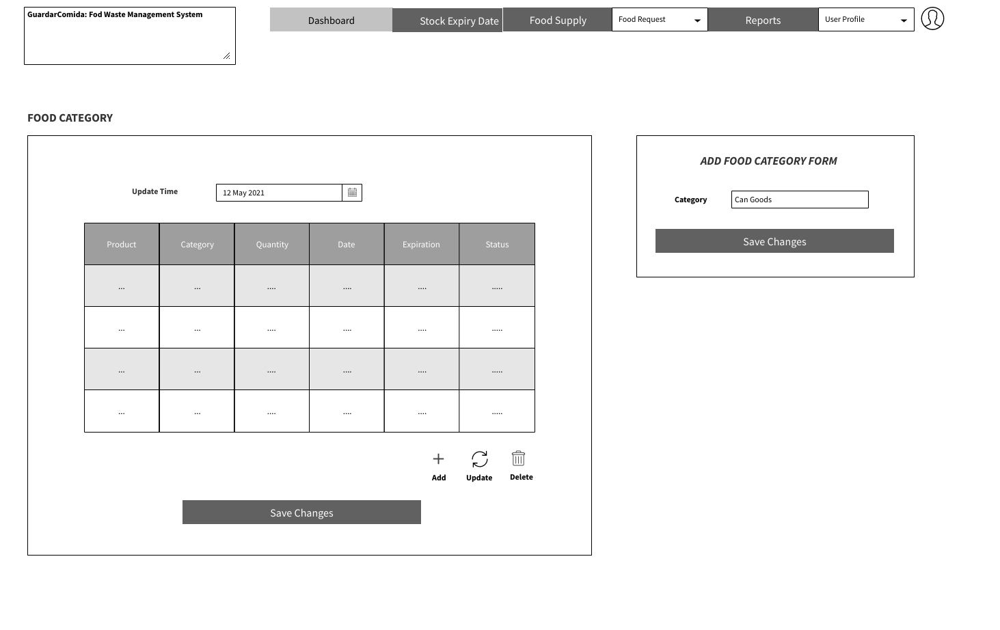 GuardarComida: Fod Waste Management System
Dashboard
Stock Expiry Date
Food Supply
Food Request
Reports
User Profile
FOOD CATEGORY
Update Time
12 May 2021
Product Category Quantity Date Expiration Status
... ... .... .... .... .....
... ... .... .... .... .....
... ... .... .... .... .....
... ... .... .... .... .....
Add Update Delete
Save Changes
ADD FOOD CATEGORY FORM
Category Can Goods
Save Changes